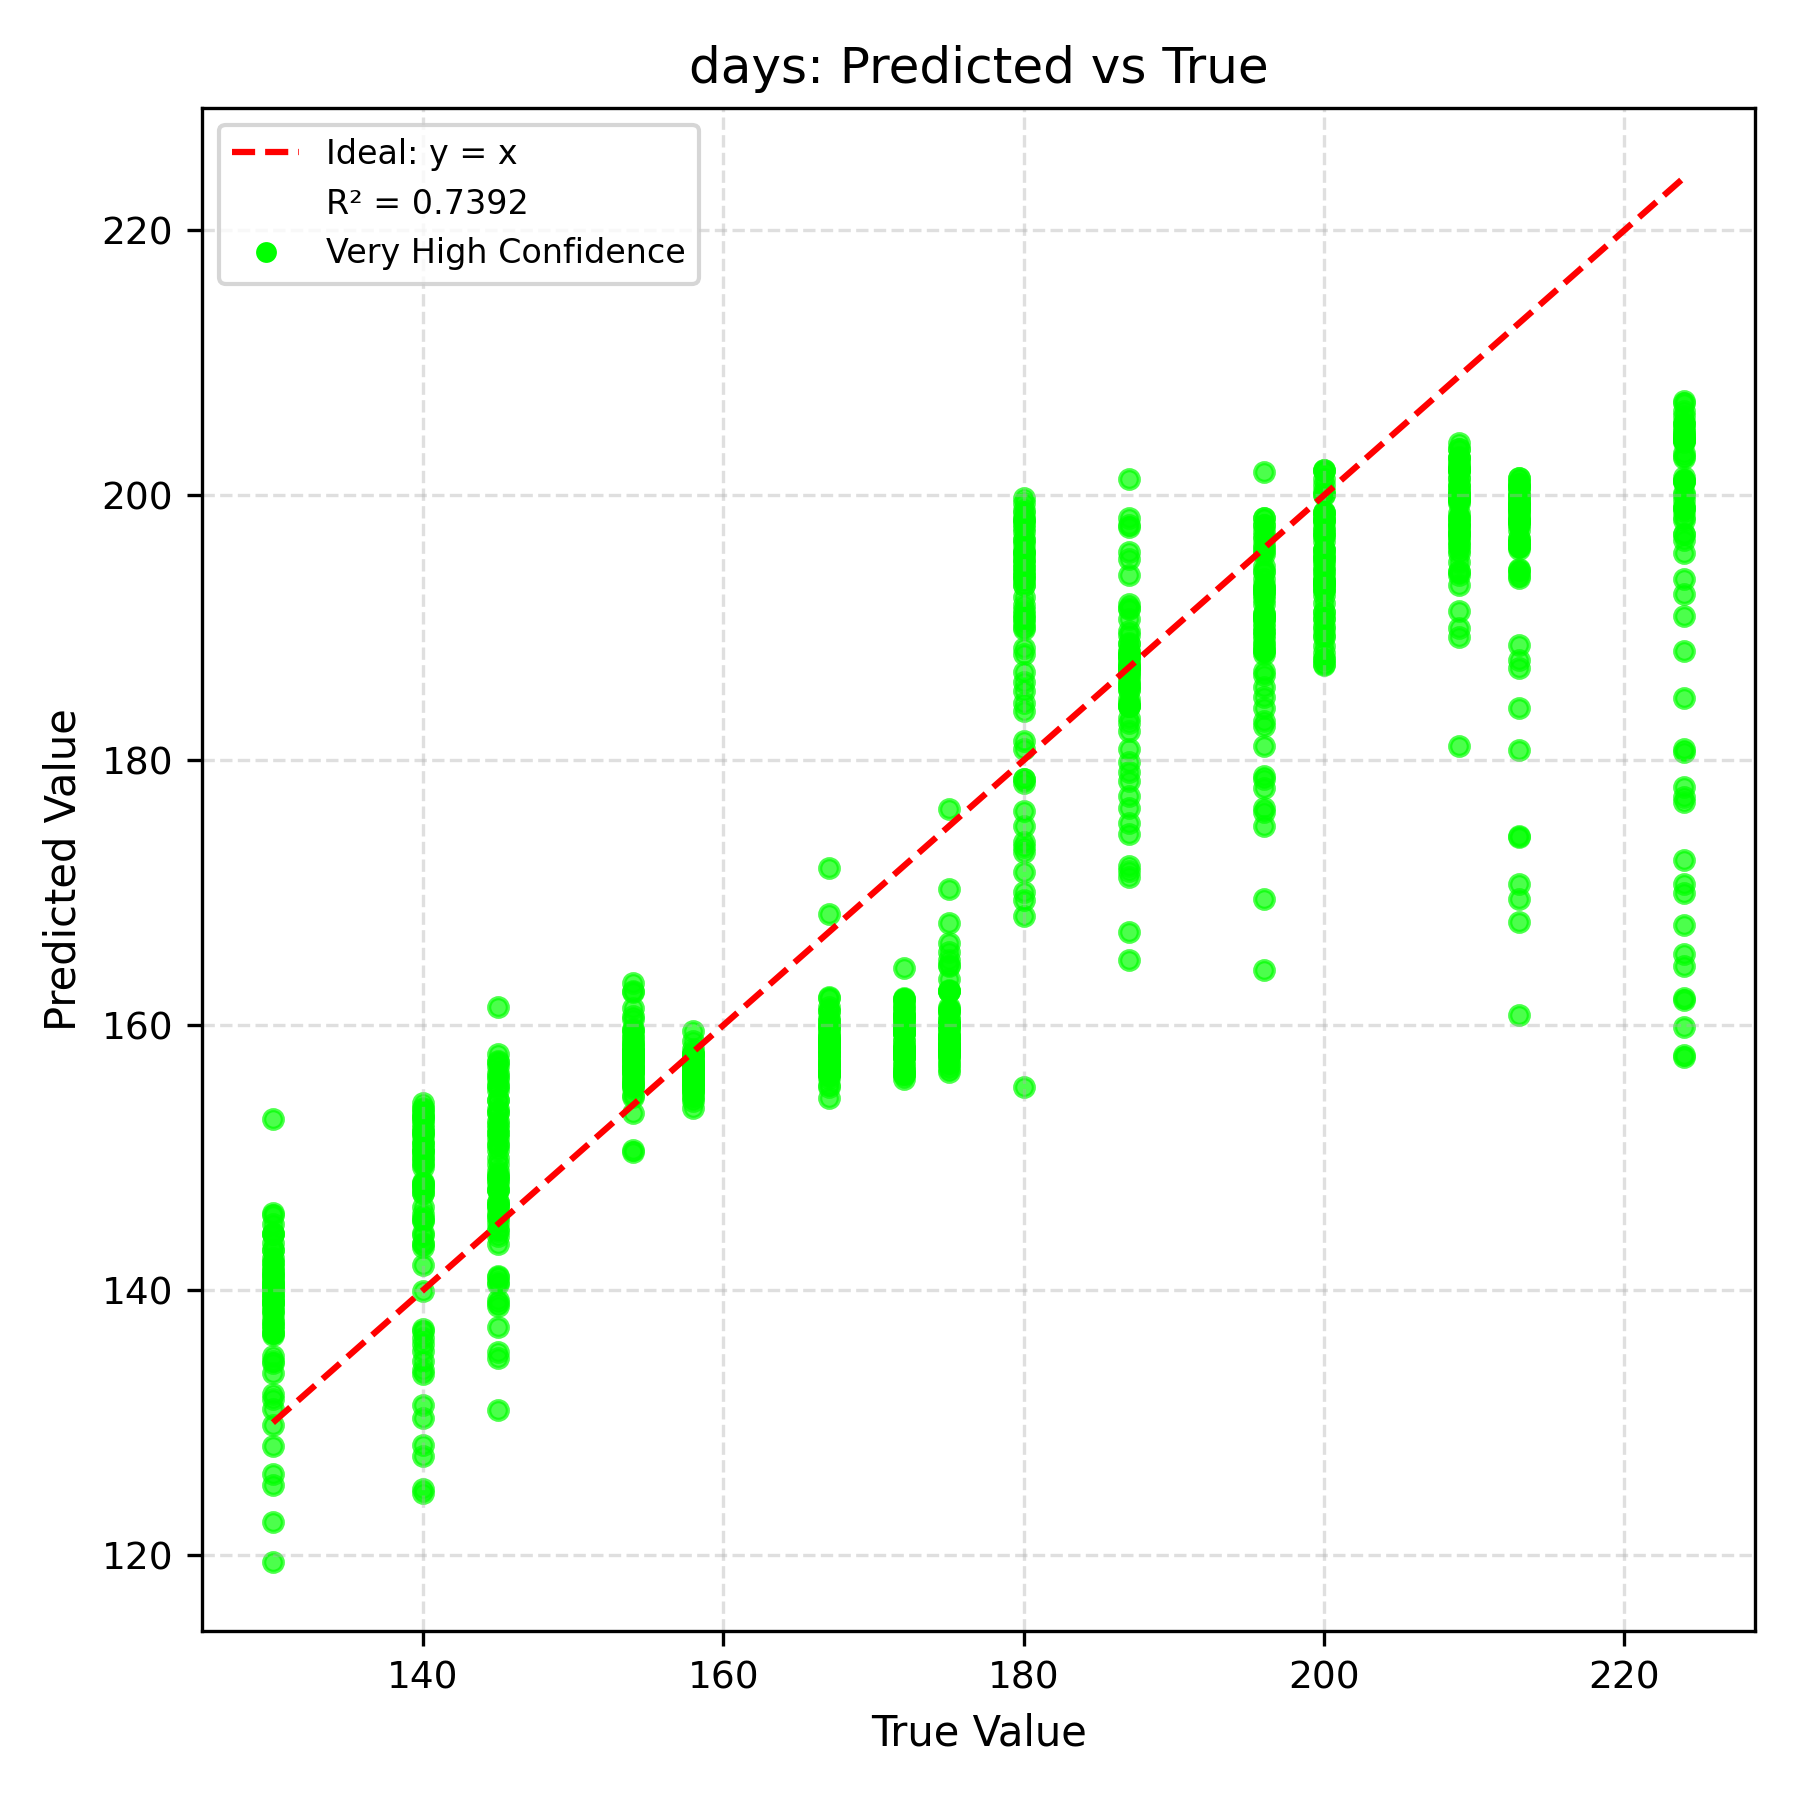 days: Predicted vs True
Ideal: y = x
R² = 0.7392
Very High Confidence
220
200
180
160
140
120
Predicted Value
140 160 180 200 220
True Value